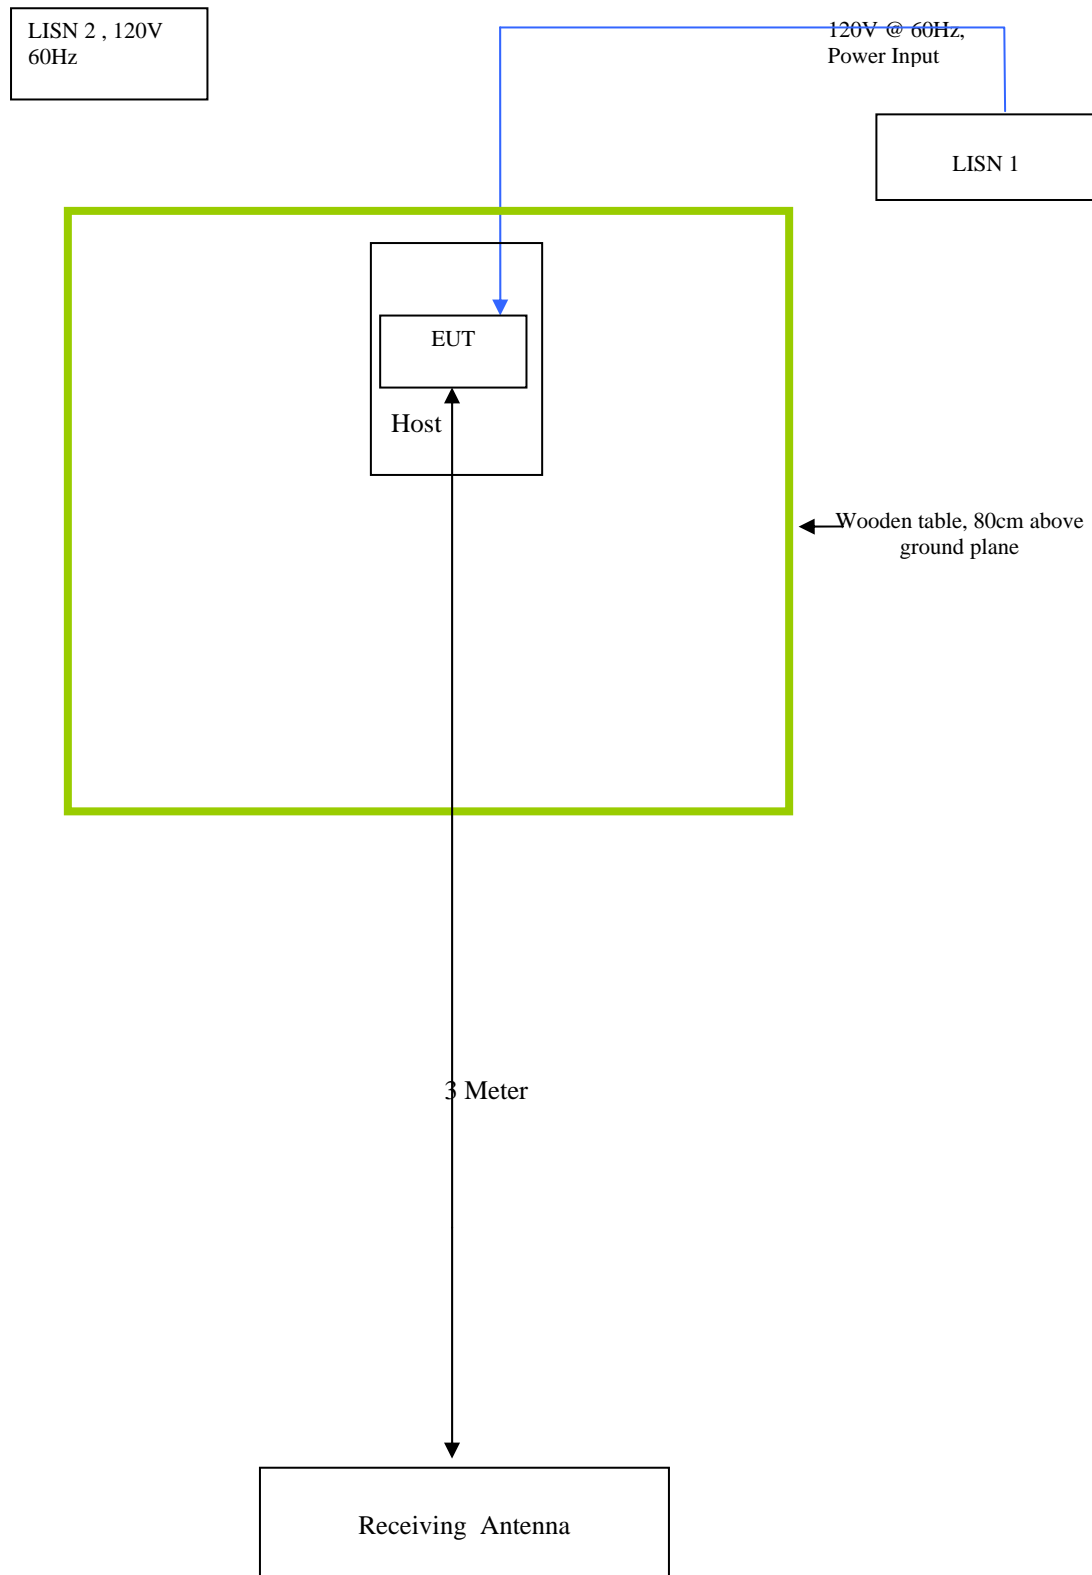 LISN 2 , 120V
60Hz
120V @ 60Hz,
Power Input
LISN 1
EUT
Host
Wooden table, 80cm above
ground plane
3 Meter
Receiving  Antenna